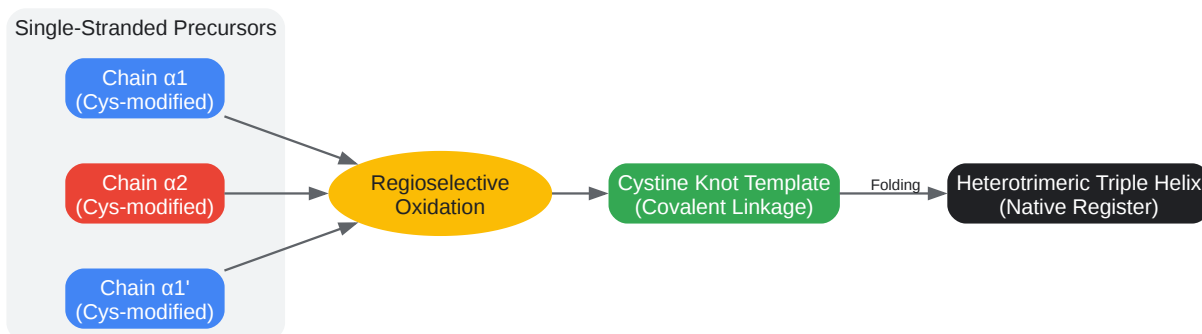 Single-Stranded Precursors
Chain α1
(Cys-modified)
Chain α2
(Cys-modified)
Chain α1'
(Cys-modified)
Regioselective
Oxidation
Cystine Knot Template
(Covalent Linkage)
Folding
Heterotrimeric Triple Helix
(Native Register)